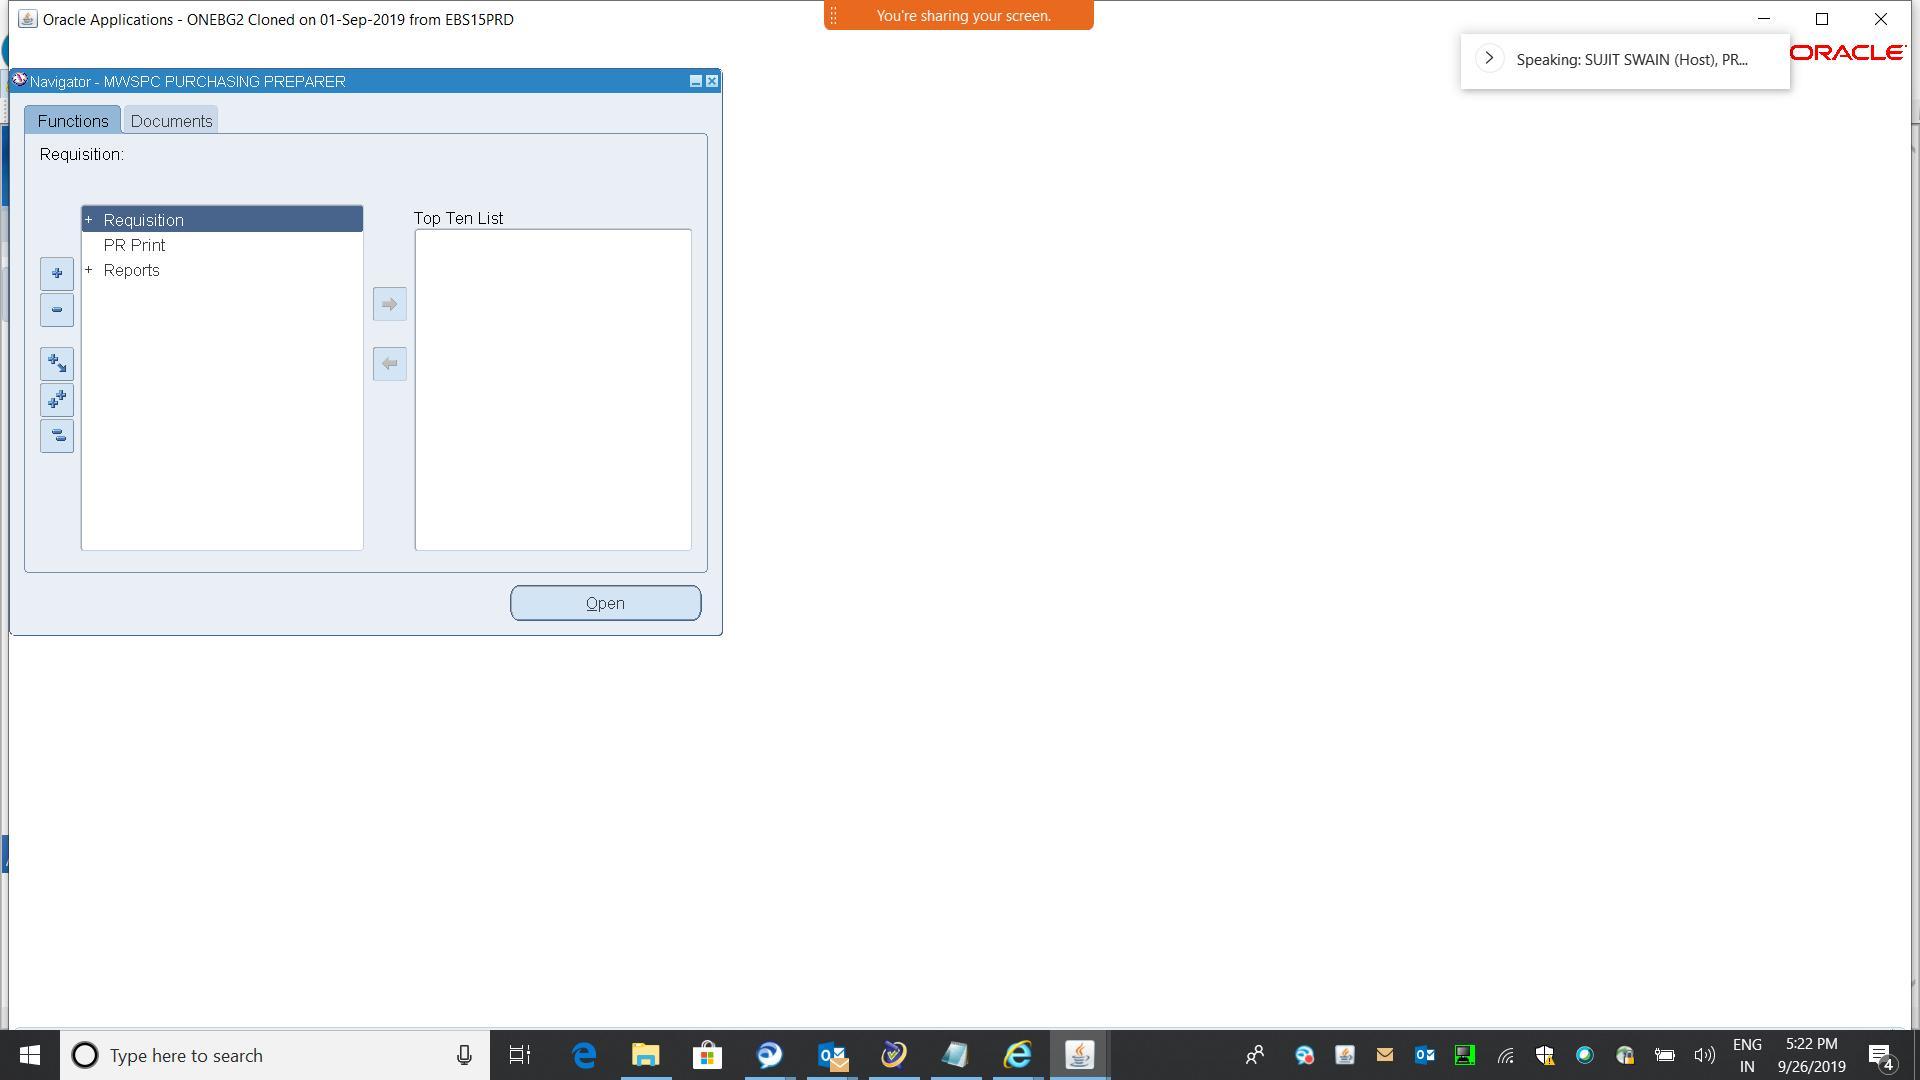 Oracle Applications - ONEBG2 Cloned on 01-Sep-2019 from EBS15PRD
You're sharing your screen.
Speaking: SUJIT SWAIN (Host), PR...
ORACLE
Navigator - MWSPC PURCHASING PREPARER
Functions
Documents
Requisition:
+ Requisition
PR Print
+ Reports
Top Ten List
Open
Type here to search
ENG
IN
5:22 PM
9/26/2019
4